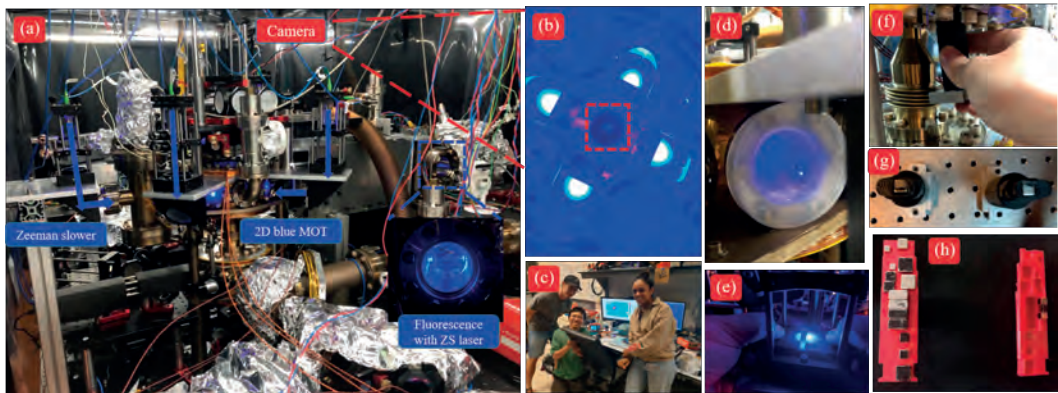 (a)
Camera
Zeeman slower
2D blue MOT
Fluorescence
with ZS laser
(b)
(c)
(d)
(e)
(f)
(g)
(h)